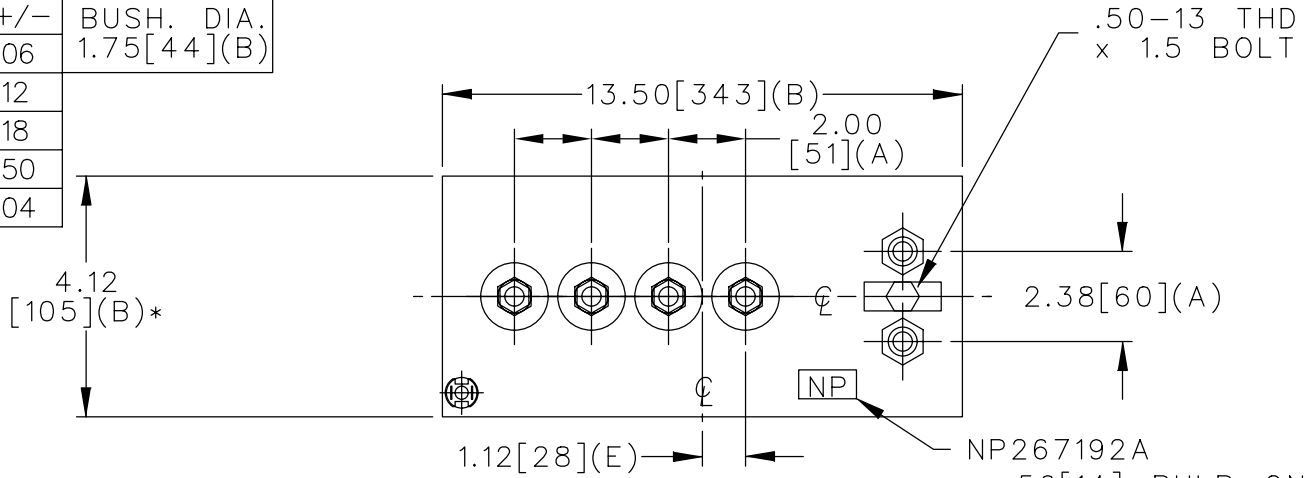 +/-
06
12
18
50
04
BUSH. DIA.
1.75[44](B)
.50-13 THD
x 1.5 BOLT
13.50[343](B)
2.00
[51](A)
4.12
[105](B)*
℄
2.38[60](A)
℄
NP
1.12[28](E)
NP267192A